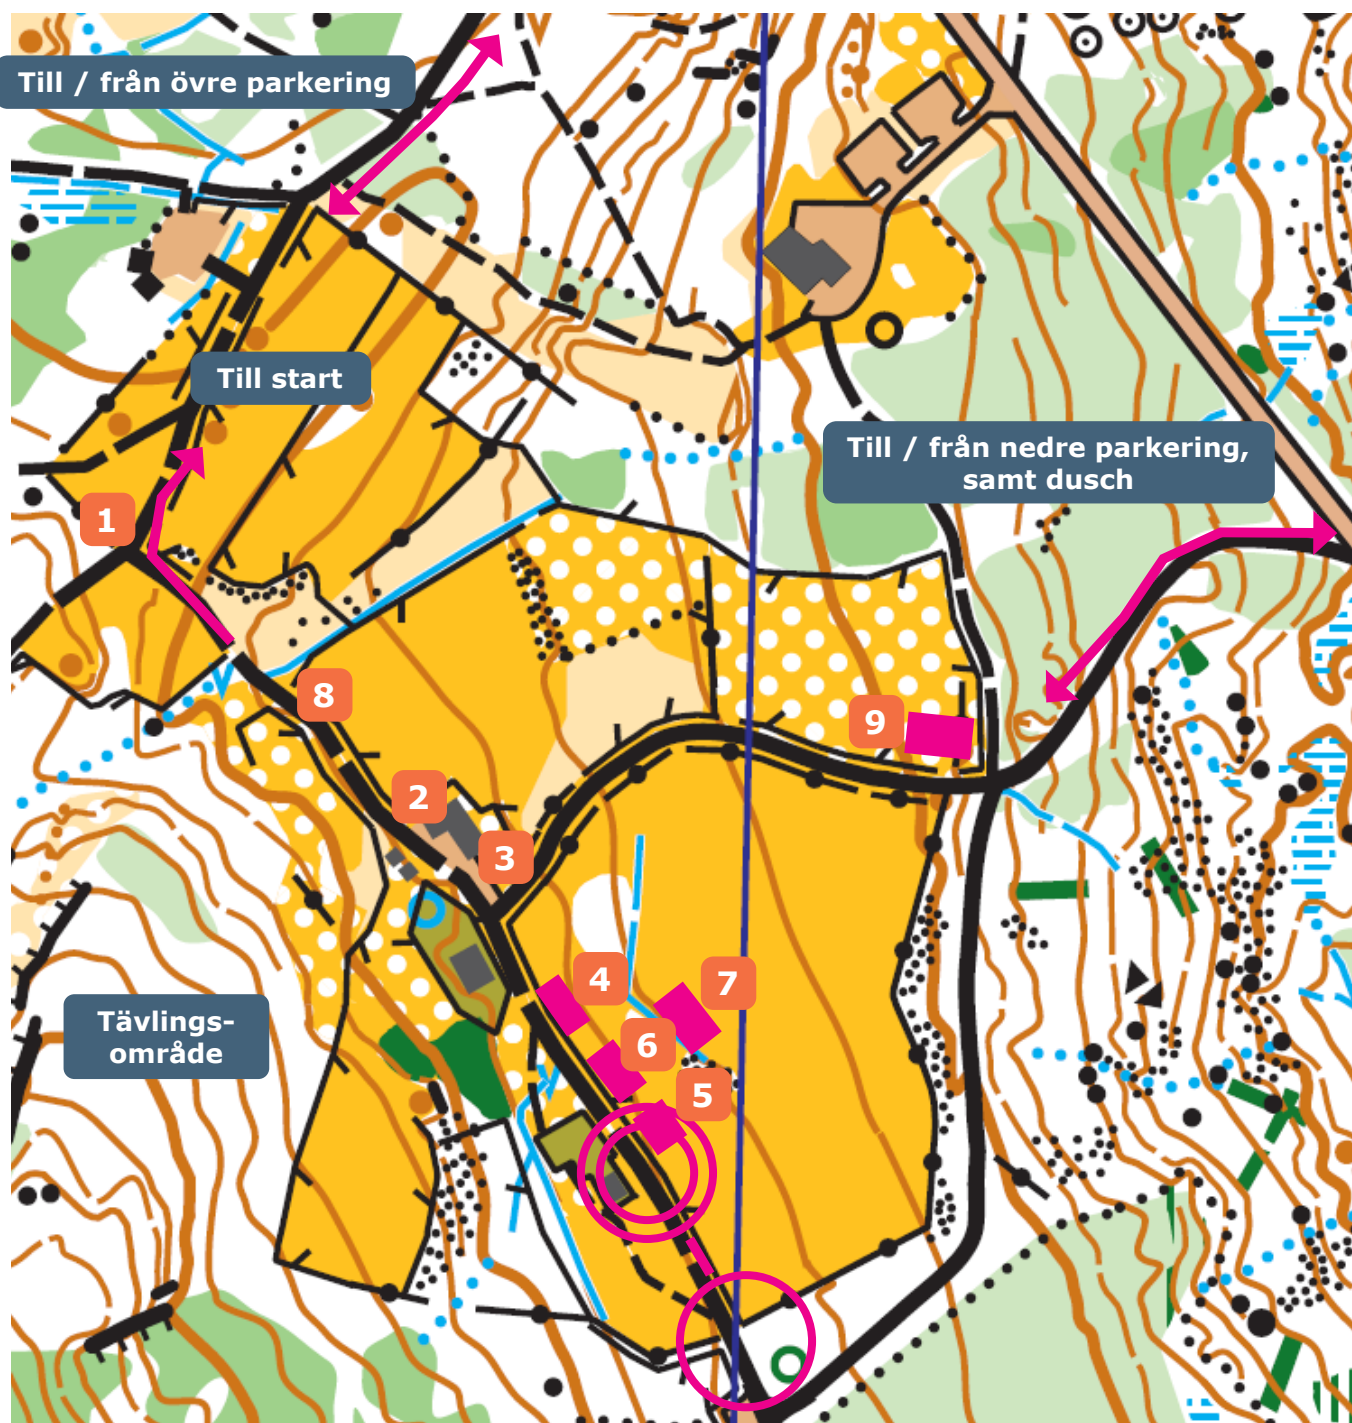 Till / från övre parkering
Till start
Till / från nedre parkering,
samt dusch
1
8
9
2
3
4
7
Tävlings-
område
6
5